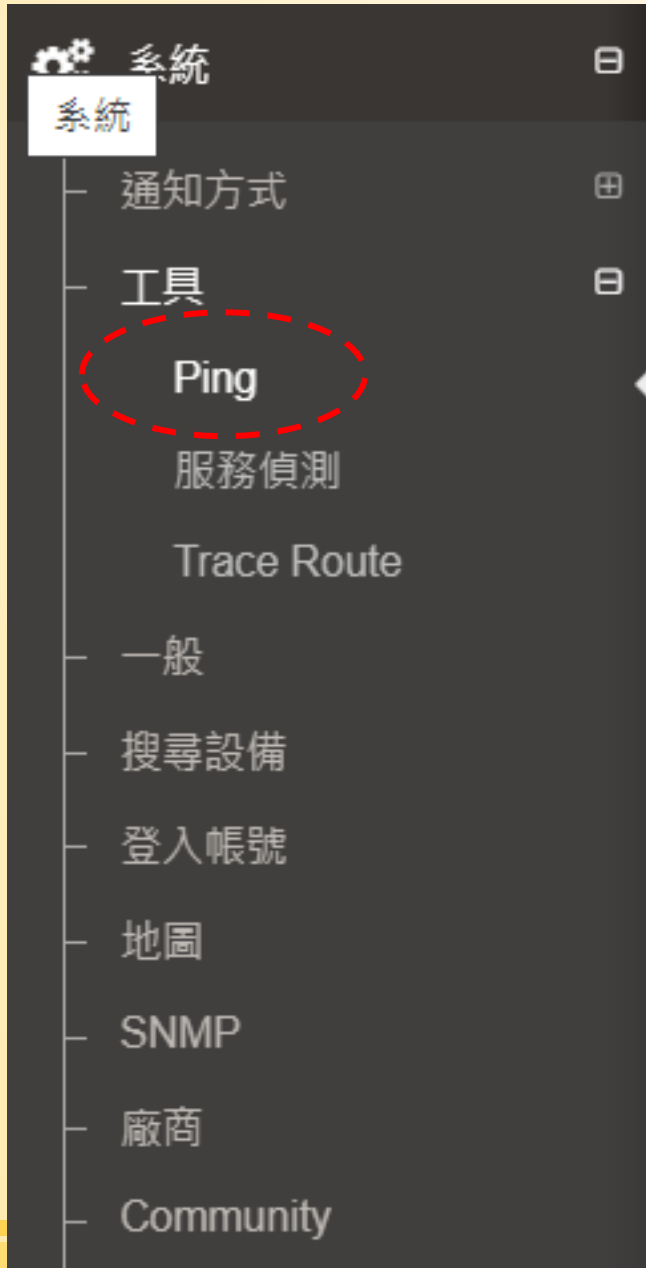 系統
系統
通知方式
工具
Ping
服務偵測
Trace Route
一般
搜尋設備
登入帳號
地圖
SNMP
廠商
Community